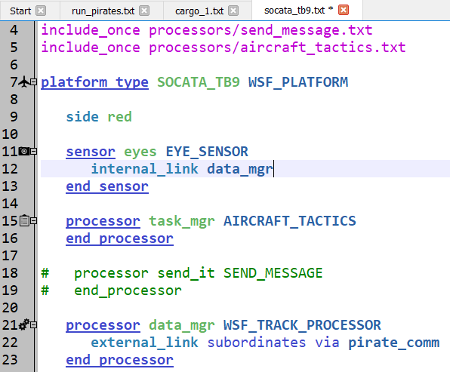 Start run_pirates.txt cargo_1.txt socata_tb9.txt *
4 include_once processors/send_message.txt
5 include_once processors/aircraft_tactics.txt
6
7 platform_type SOCATA_TB9 WSF_PLATFORM
8
9 side red
10
11 sensor eyes EYE_SENSOR
12 internal_link data_mgr
13 end_sensor
14
15 processor task_mgr AIRCRAFT_TACTICS
16 end_processor
17
18 # processor send_it SEND_MESSAGE
19 # end_processor
20
21 processor data_mgr WSF_TRACK_PROCESSOR
22 external_link subordinates via pirate_comm
23 end_processor